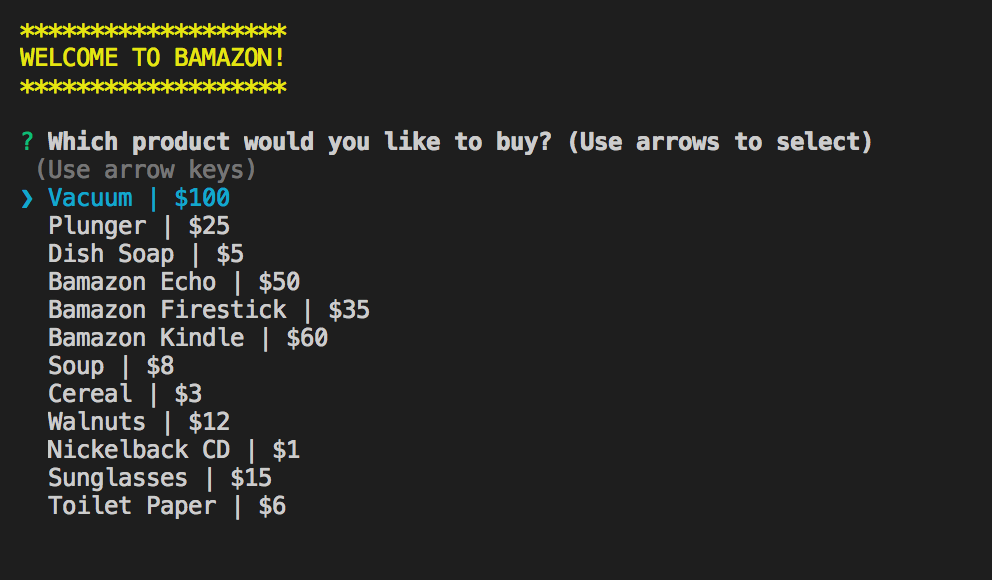 *******************
WELCOME TO BAMAZON!
*******************
? Which product would you like to buy? (Use arrows to select)
(Use arrow keys)
❯ Vacuum | $100
Plunger | $25
Dish Soap | $5
Bamazon Echo | $50
Bamazon Firestick | $35
Bamazon Kindle | $60
Soup | $8
Cereal | $3
Walnuts | $12
Nickelback CD | $1
Sunglasses | $15
Toilet Paper | $6